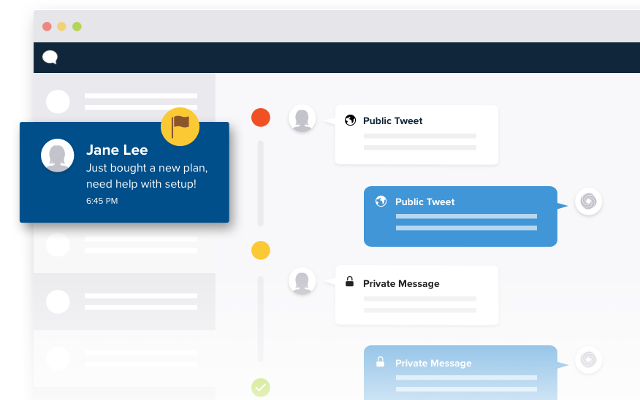 Jane Lee
Just bought a new plan,
need help with setup!
6:45 PM
Public Tweet
Public Tweet
Private Message
Private Message